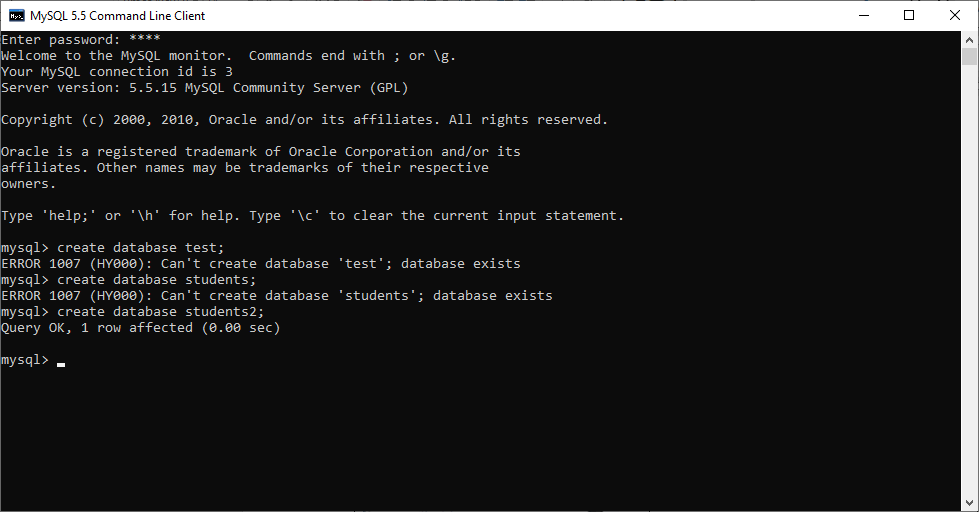 MySQL 5.5 Command Line Client
Enter password: ****
Welcome to the MySQL monitor.  Commands end with ; or \g.
Your MySQL connection id is 3
Server version: 5.5.15 MySQL Community Server (GPL)
Copyright (c) 2000, 2010, Oracle and/or its affiliates. All rights reserved.
Oracle is a registered trademark of Oracle Corporation and/or its
affiliates. Other names may be trademarks of their respective
owners.
Type 'help;' or '\h' for help. Type '\c' to clear the current input statement.
mysql> create database test;
ERROR 1007 (HY000): Can't create database 'test'; database exists
mysql> create database students;
ERROR 1007 (HY000): Can't create database 'students'; database exists
mysql> create database students2;
Query OK, 1 row affected (0.00 sec)
mysql>